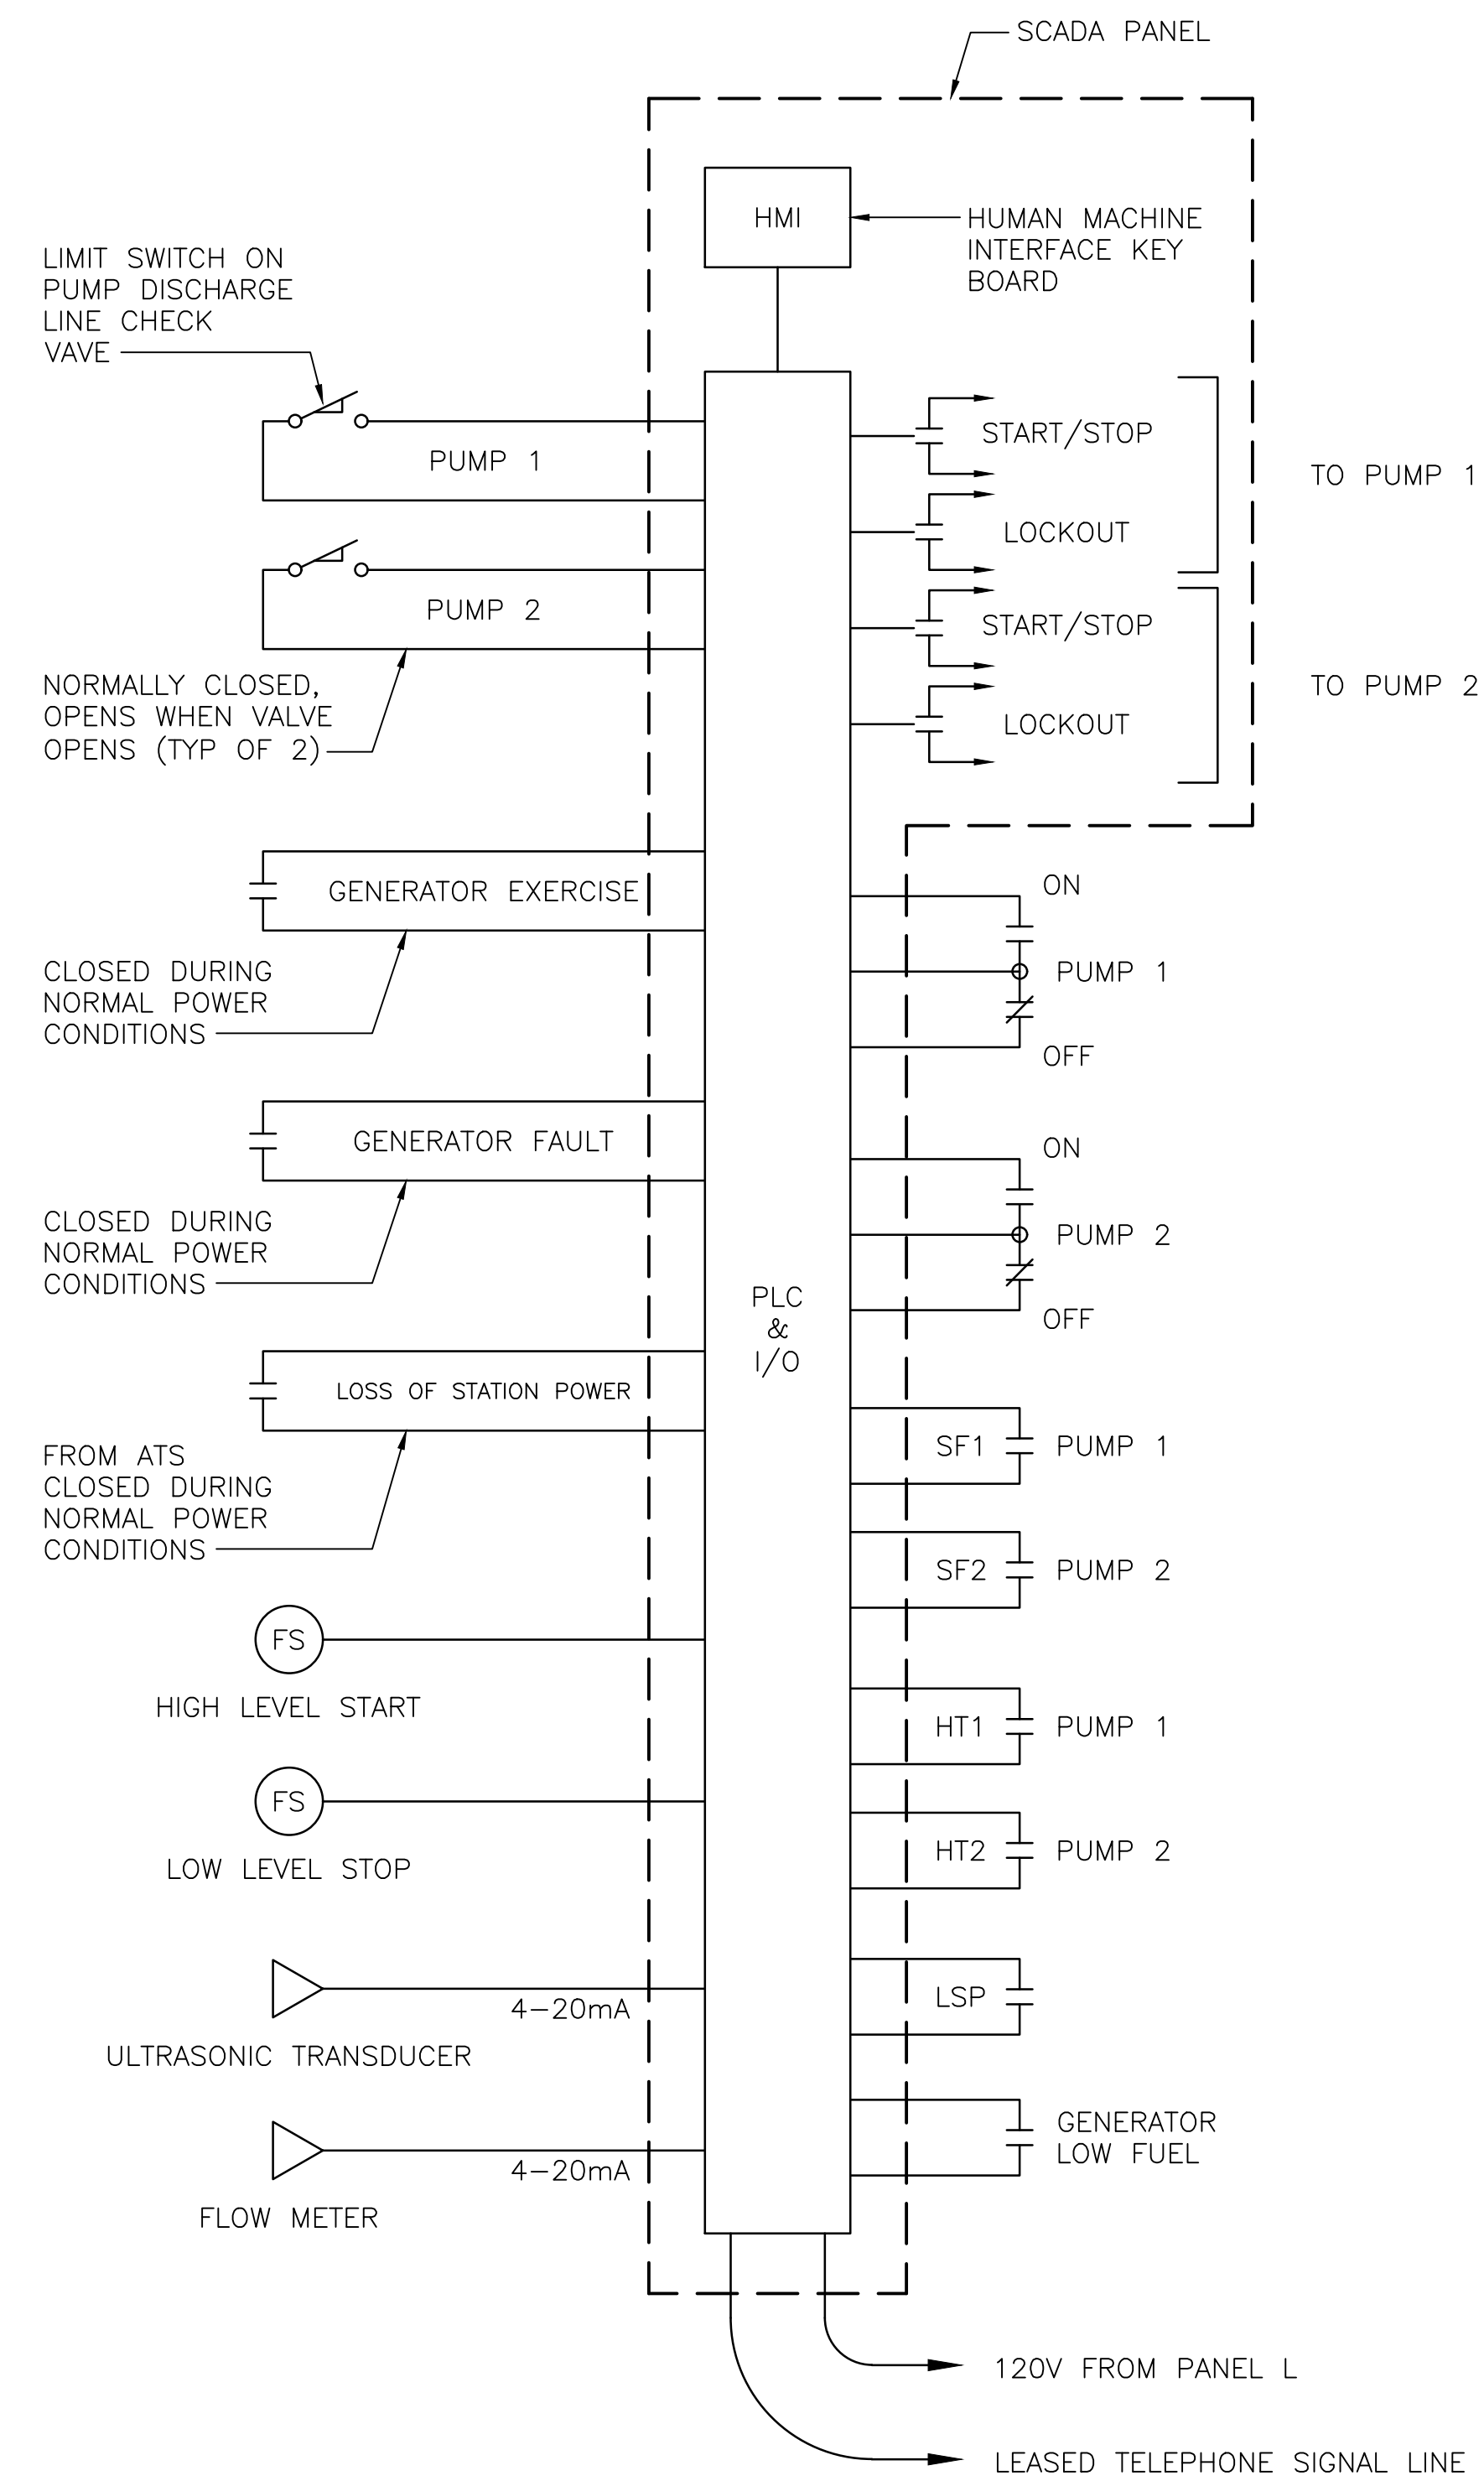 SCADA PANEL
HMI
HUMAN MACHINE
INTERFACE KEY
BOARD
LIMIT SWITCH ON
PUMP DISCHARGE
LINE CHECK
VAVE
PUMP 1
PUMP 2
NORMALLY CLOSED,
OPENS WHEN VALVE
OPENS (TYP OF 2)
START/STOP
LOCKOUT
TO PUMP 1
START/STOP
LOCKOUT
TO PUMP 2
GENERATOR EXERCISE
CLOSED DURING
NORMAL POWER
CONDITIONS
GENERATOR FAULT
CLOSED DURING
NORMAL POWER
CONDITIONS
LOSS OF STATION POWER
FROM ATS
CLOSED DURING
NORMAL POWER
CONDITIONS
FS
HIGH LEVEL START
FS
LOW LEVEL STOP
4-20mA
ULTRASONIC TRANSDUCER
4-20mA
FLOW METER
PLC
&
I/O
ON
PUMP 1
OFF
ON
PUMP 2
OFF
SF1 PUMP 1
SF2 PUMP 2
HT1 PUMP 1
HT2 PUMP 2
LSP
GENERATOR
LOW FUEL
120V FROM PANEL L
LEASED TELEPHONE SIGNAL LINE